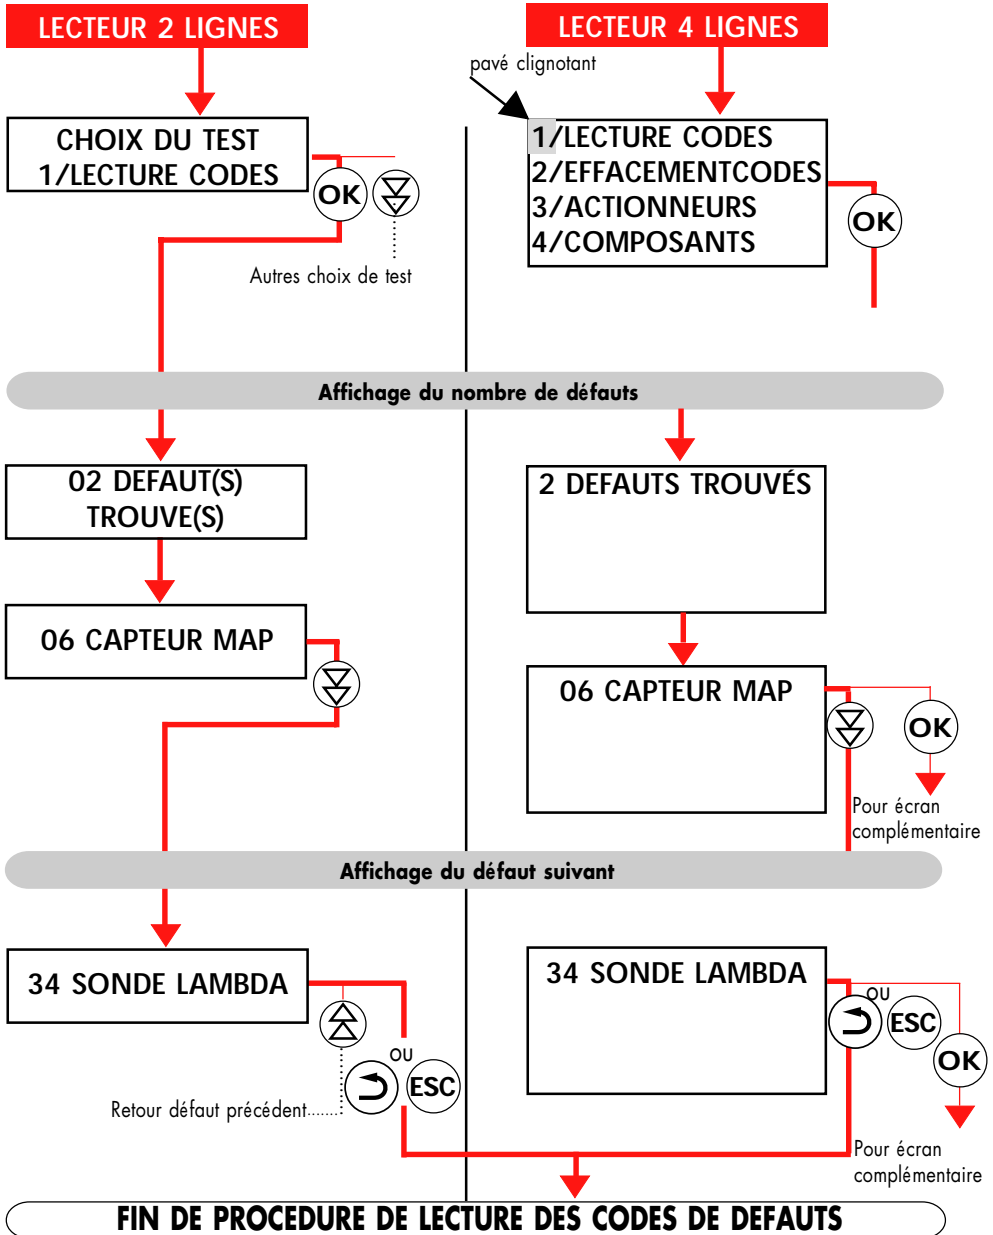 LECTEUR 2 LIGNES
LECTEUR 4 LIGNES
pavé clignotant
CHOIX DU TEST
1/LECTURE CODES
OK
Autres choix de test
1/LECTURE CODES
2/EFFACEMENTCODES
3/ACTIONNEURS
4/COMPOSANTS
OK
Affichage du nombre de défauts
02 DEFAUT(S)
TROUVE(S)
2 DEFAUTS TROUVÉS
06 CAPTEUR MAP
06 CAPTEUR MAP
OK
Pour écran
complémentaire
Affichage du défaut suivant
34 SONDE LAMBDA
OU
ESC
Retour défaut précédent.......
34 SONDE LAMBDA
OU
ESC
OK
Pour écran
complémentaire
FIN DE PROCEDURE DE LECTURE DES CODES DE DEFAUTS